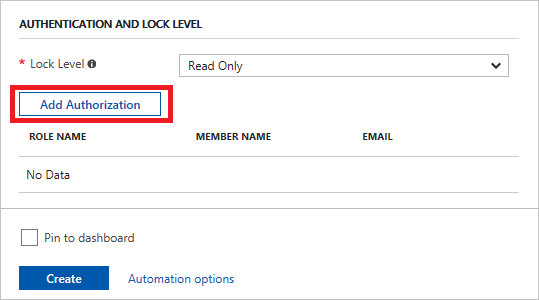 AUTHENTICATION AND LOCK LEVEL
* Lock Level
Read Only
Add Authorization
ROLE NAME MEMBER NAME EMAIL
No Data
Pin to dashboard
Create Automation options